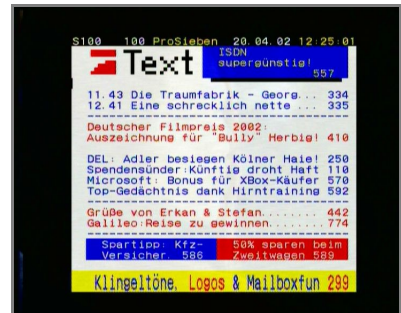 S100 100 ProSieben 20.04.02 12:25:01
Text
ISDN
supergünstig!
557
11.43 Die Traumfabrik - Georg... 334
12.41 Eine schrecklich nette ... 335
Deutscher Filmpreis 2002:
Auszeichnung für "Bully" Herbig! 410
DEL: Adler besiegen Kölner Haie! 250
Spendensünder:Künftig droht Haft 110
Microsoft: Bonus für XBox-Käufer 570
Top-Gedächtnis dank Hirntraining 592
Grüße von Erkan & Stefan........ 442
Galileo:Reise zu gewinnen....... 774
Spartipp: Kfz-
Versicher. 586
50% sparen beim
Zweitwagen 589
Klingeltöne, Logos & Mailboxfun 299